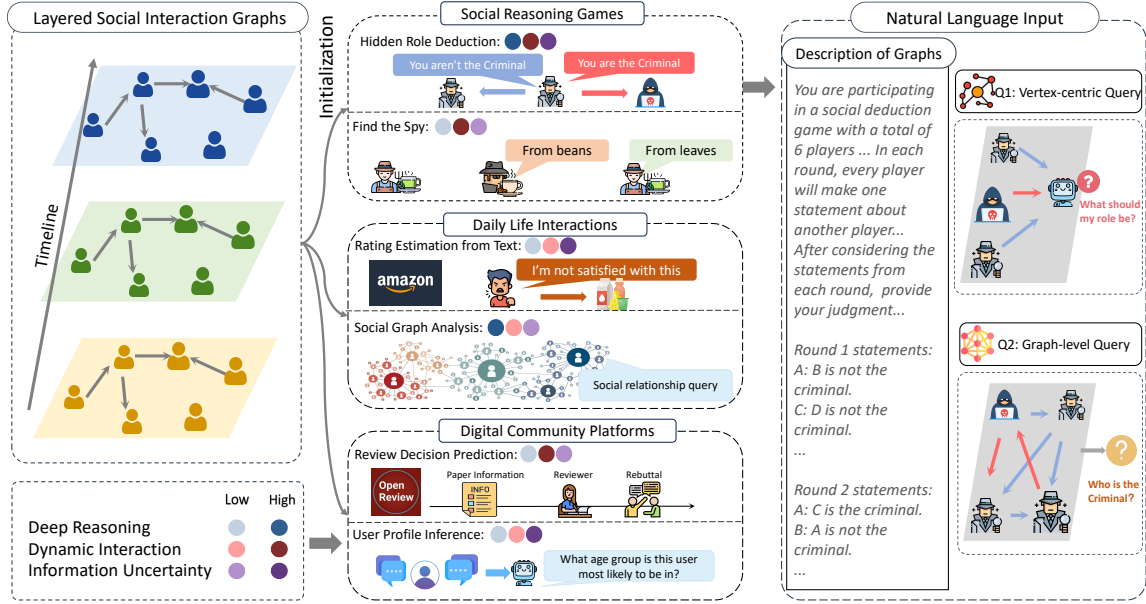 Layered Social Interaction Graphs
Timeline
Low
High
Deep Reasoning
Dynamic Interaction
Information Uncertainty
Initialization
Social Reasoning Games
Hidden Role Deduction:
You aren't the Criminal
You are the Criminal
Find the Spy:
From beans
From leaves
Daily Life Interactions
Rating Estimation from Text:
amazon
I'm not satisfied with this
Social Graph Analysis:
Social relationship query
Digital Community Platforms
Review Decision Prediction:
Open
Review
Paper Information
INFO
Reviewer
Rebuttal
User Profile Inference:
What age group is this user
most likely to be in?
Natural Language Input
Description of Graphs
You are participating
in a social deduction
game with a total of
6 players ... In each
round, every player
will make one
statement about
another player...
After considering the
statements from
each round, provide
your judgment...
Round 1 statements:
A: B is not the
criminal.
C: D is not the
criminal.
...
Round 2 statements:
A: C is the criminal.
B: A is not the
criminal.
...
Q1: Vertex-centric Query
?
What should
my role be?
Q2: Graph-level Query
?
Who is the
Criminal?